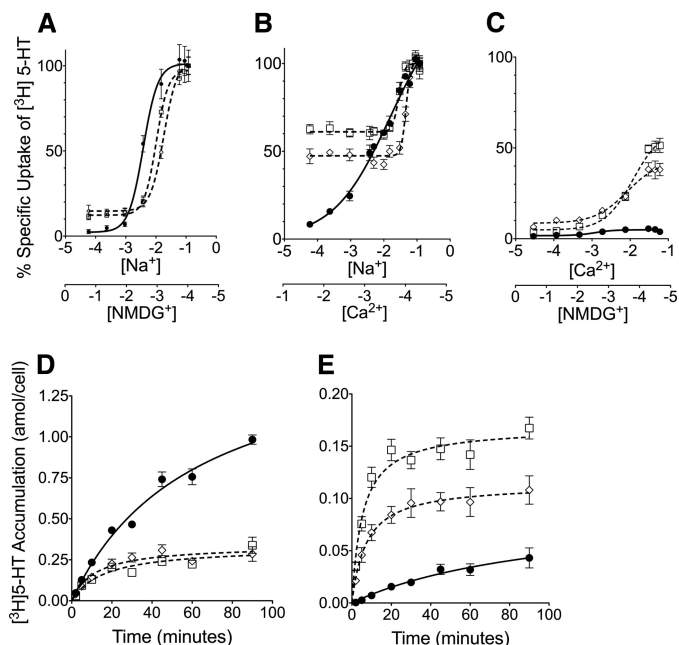 A
B
C
% Specific Uptake of [³H] 5-HT
100
50
0
-5 -4 -3 -2 -1 0
[Na⁺]
0 -1 -2 -3 -4 -5
[NMDG⁺]
100
50
0
-5 -4 -3 -2 -1 0
[Na⁺]
-1 -2 -3 -4 -5
[Ca²⁺]
100
50
0
-5 -4 -3 -2 -1
[Ca²⁺]
0 -1 -2 -3 -4 -5
[NMDG⁺]
D
E
[³H]5-HT Accumulation (amol/cell)
1.25
1.00
0.75
0.50
0.25
0.00
0 20 40 60 80 100
Time (minutes)
0.20
0.15
0.10
0.05
0.00
0 20 40 60 80 100
Time (minutes)